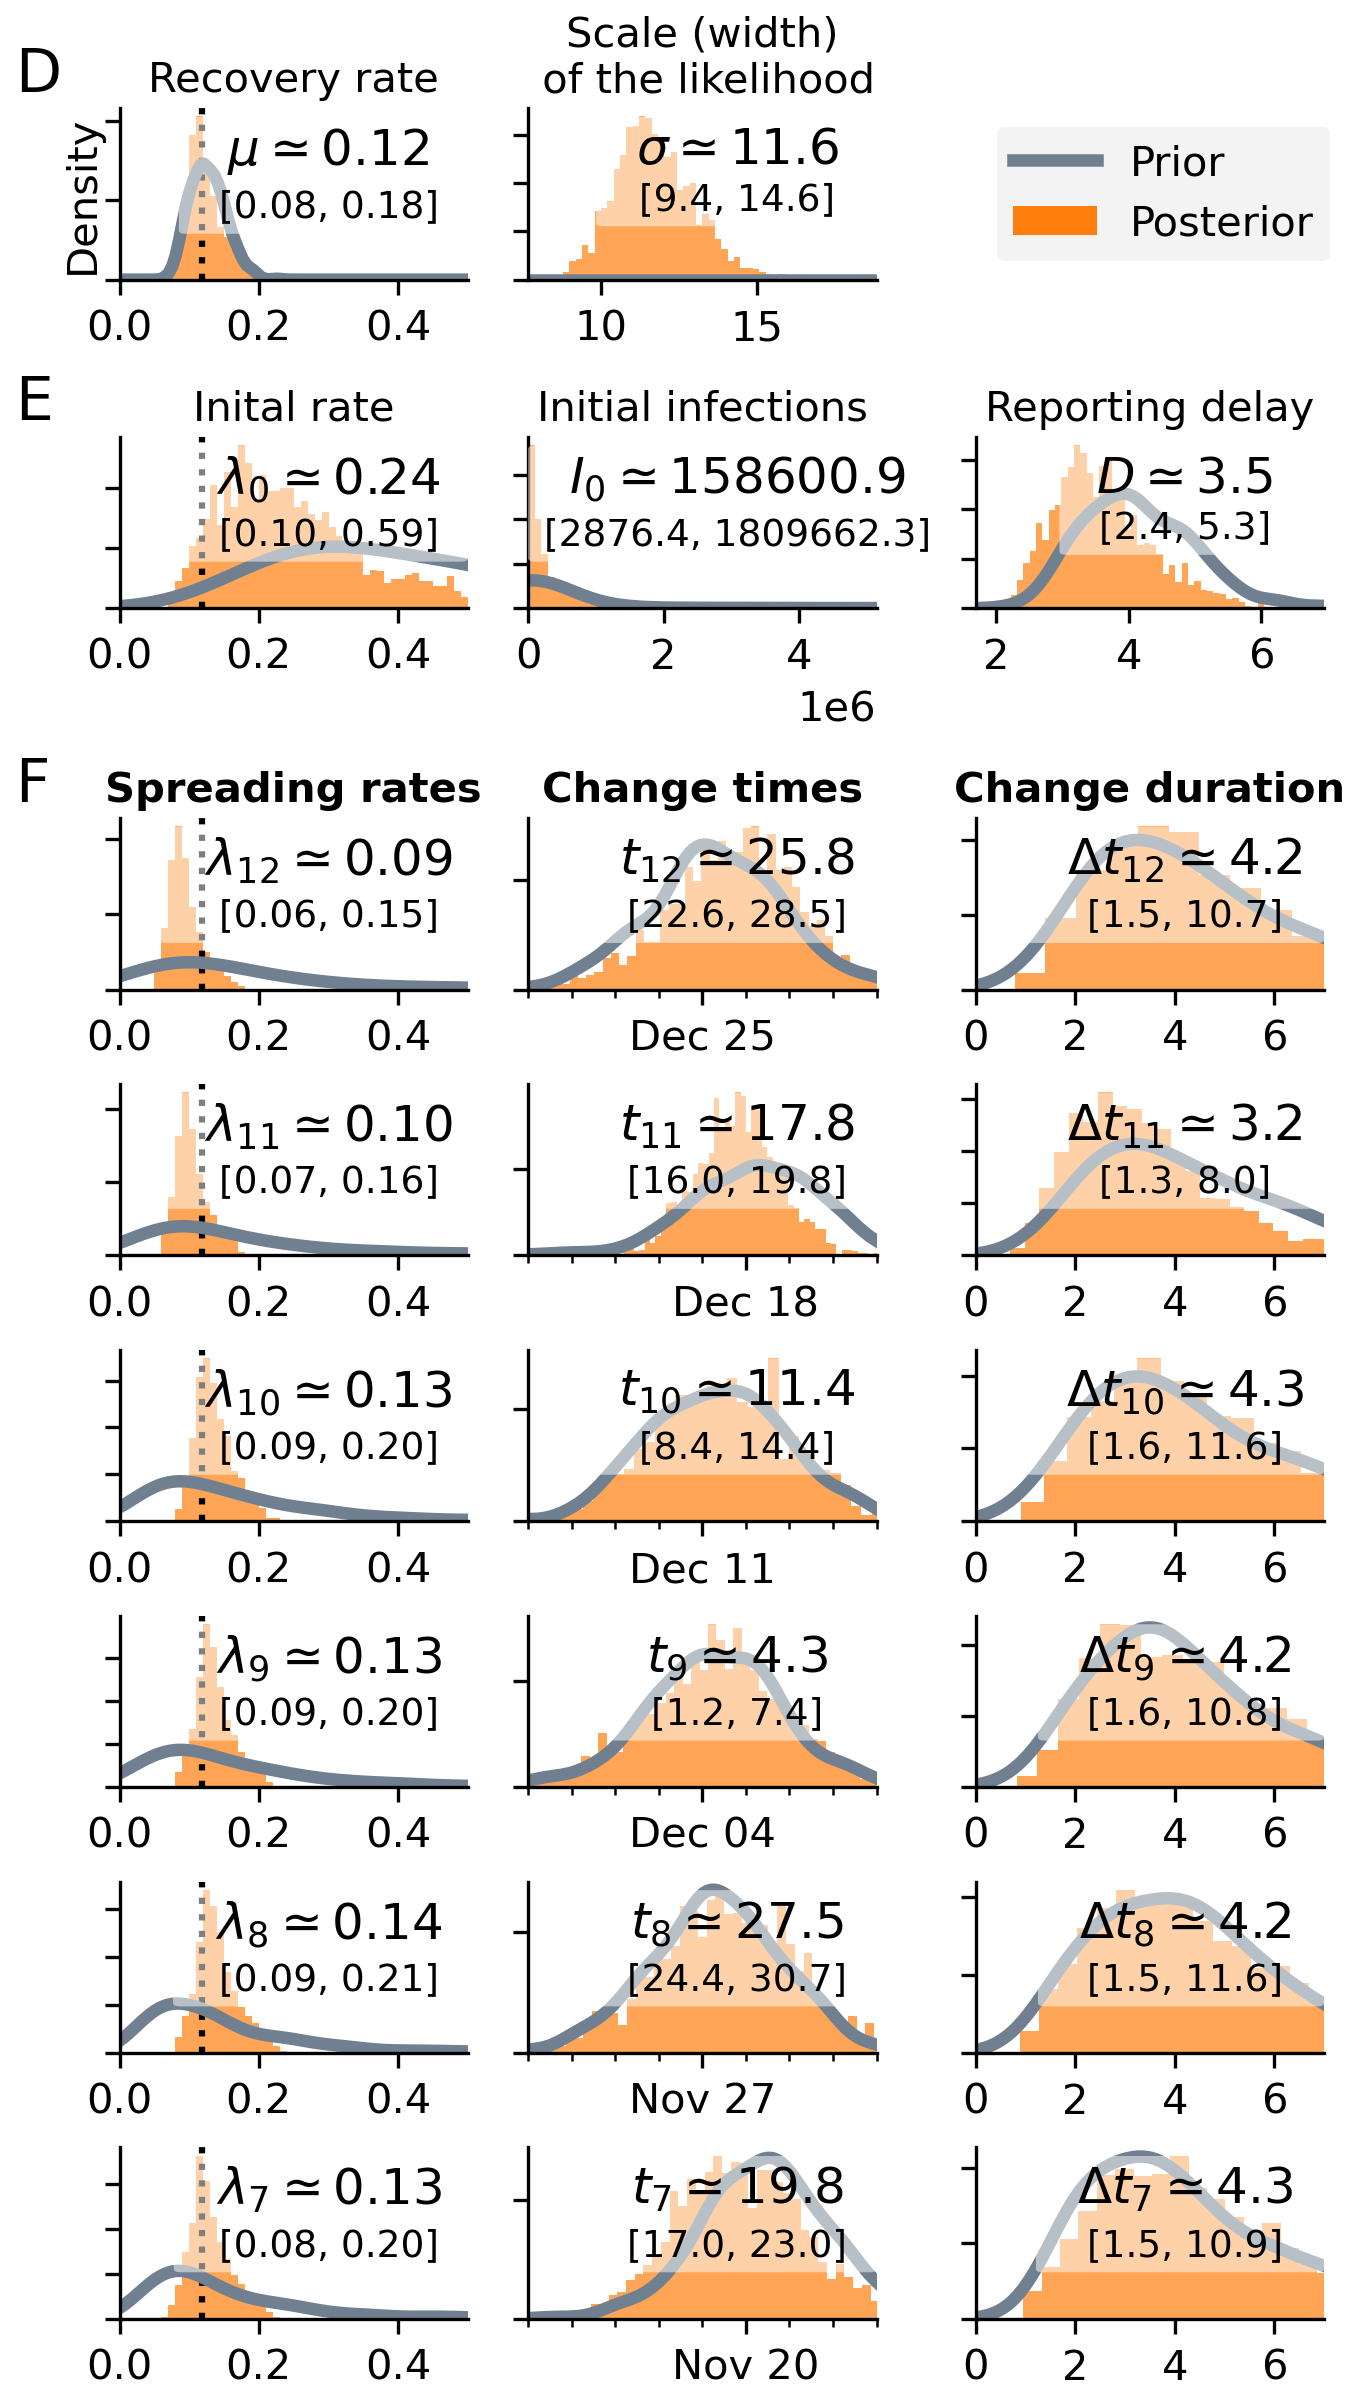 D
Recovery rate
Scale (width)
of the likelihood
Density
μ ≃ 0.12
[0.08, 0.18]
σ ≃ 11.6
[9.4, 14.6]
Prior
Posterior
0.0 0.2 0.4
10 15
E
Inital rate
Initial infections
Reporting delay
λ0 ≃ 0.24
[0.10, 0.59]
I0 ≃ 158600.9
[2876.4, 1809662.3]
D ≃ 3.5
[2.4, 5.3]
0.0 0.2 0.4
0 2 4
1e6
2 4 6
F
Spreading rates
Change times
Change duration
λ12 ≃ 0.09
[0.06, 0.15]
t12 ≃ 25.8
[22.6, 28.5]
Δt12 ≃ 4.2
[1.5, 10.7]
0.0 0.2 0.4
Dec 25
0 2 4 6
λ11 ≃ 0.10
[0.07, 0.16]
t11 ≃ 17.8
[16.0, 19.8]
Δt11 ≃ 3.2
[1.3, 8.0]
0.0 0.2 0.4
Dec 18
0 2 4 6
λ10 ≃ 0.13
[0.09, 0.20]
t10 ≃ 11.4
[8.4, 14.4]
Δt10 ≃ 4.3
[1.6, 11.6]
0.0 0.2 0.4
Dec 11
0 2 4 6
λ9 ≃ 0.13
[0.09, 0.20]
t9 ≃ 4.3
[1.2, 7.4]
Δt9 ≃ 4.2
[1.6, 10.8]
0.0 0.2 0.4
Dec 04
0 2 4 6
λ8 ≃ 0.14
[0.09, 0.21]
t8 ≃ 27.5
[24.4, 30.7]
Δt8 ≃ 4.2
[1.5, 11.6]
0.0 0.2 0.4
Nov 27
0 2 4 6
λ7 ≃ 0.13
[0.08, 0.20]
t7 ≃ 19.8
[17.0, 23.0]
Δt7 ≃ 4.3
[1.5, 10.9]
0.0 0.2 0.4
Nov 20
0 2 4 6